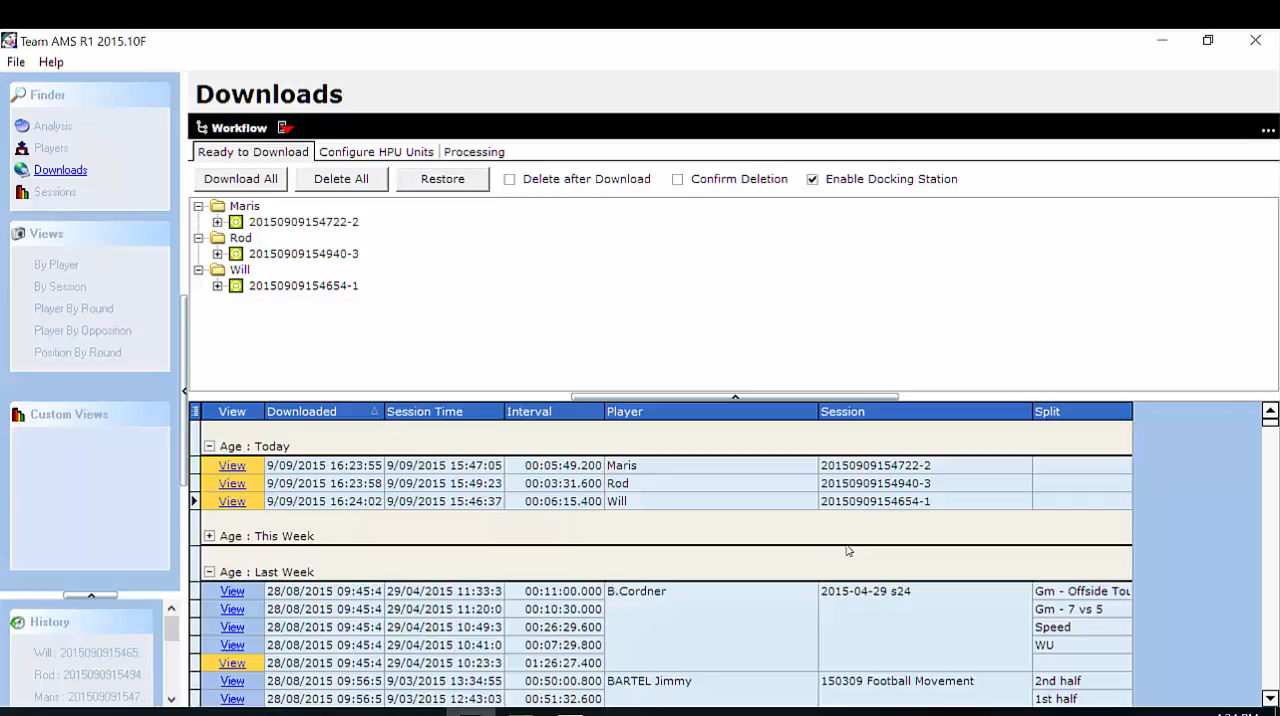 Team AMS R1 2015.10F
File Help
Finder
Analysis
Players
Downloads
Sessions
Views
By Player
By Session
Player By Round
Player By Opposition
Position By Round
Custom Views
History
Will : 2015090915465...
Rod : 20150909915494...
Maris : 201509091547...
Downloads
Workflow ...
Ready to Download Configure HPU Units Processing
Download All Delete All Restore Delete after Download Confirm Deletion Enable Docking Station
Maris
20150909154722-2
Rod
20150909154940-3
Will
20150909154654-1
View Downloaded Session Time Interval Player Session Split
Age : Today
View 9/09/2015 16:23:55 9/09/2015 15:47:05 00:05:49.200 Maris 20150909154722-2
View 9/09/2015 16:23:58 9/09/2015 15:49:23 00:03:31.600 Rod 20150909154940-3
View 9/09/2015 16:24:02 9/09/2015 15:46:37 00:06:15.400 Will 20150909154654-1
Age : This Week
Age : Last Week
View 28/08/2015 09:45:4 29/04/2015 11:33:3 00:11:00.000 B.Cordner 2015-04-29 s24 Gm - Offside Tou
View 28/08/2015 09:45:4 29/04/2015 11:20:0 00:10:30.000 Gm - 7 vs 5
View 28/08/2015 09:45:4 29/04/2015 10:49:3 00:26:29.600 Speed
View 28/08/2015 09:45:4 29/04/2015 10:41:0 00:07:29.800 WU
View 28/08/2015 09:45:4 29/04/2015 10:23:3 01:26:27.400
View 28/08/2015 09:56:5 9/03/2015 13:34:55 00:50:00.800 BARTEL Jimmy 150309 Football Movement 2nd half
View 28/08/2015 09:56:5 9/03/2015 12:43:03 00:51:32.600 1st half